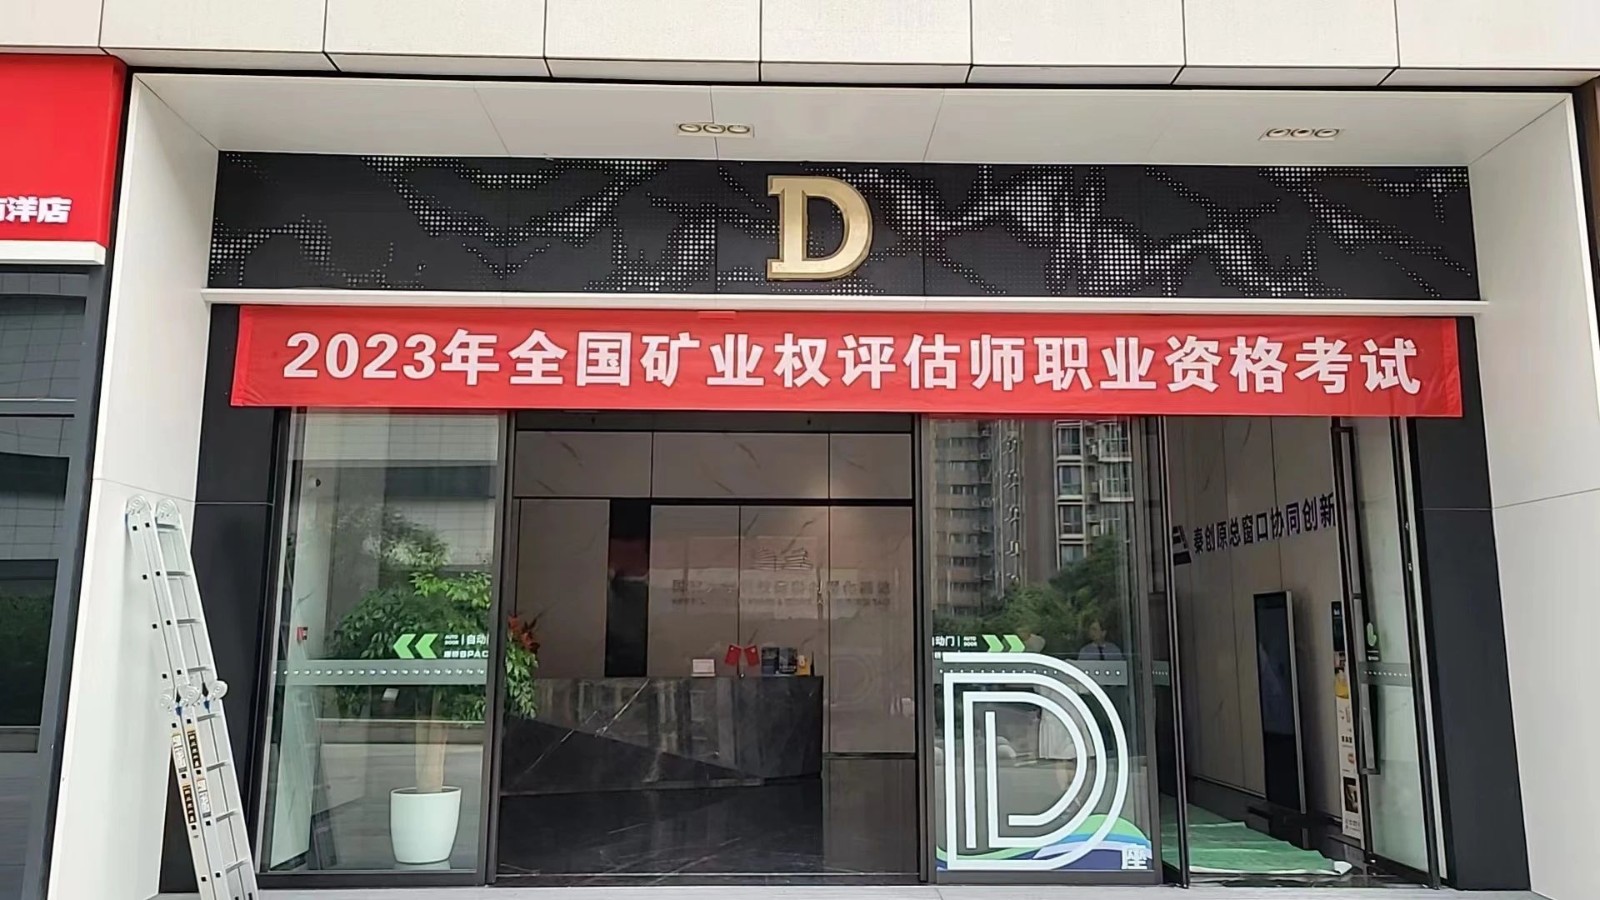 D
2023年全国矿业权评估师职业资格考试
洋店
秦创原总窗口协同创新
AUTO DOOR
自动门
SPAC
动门
AUTO DOOR
D
座